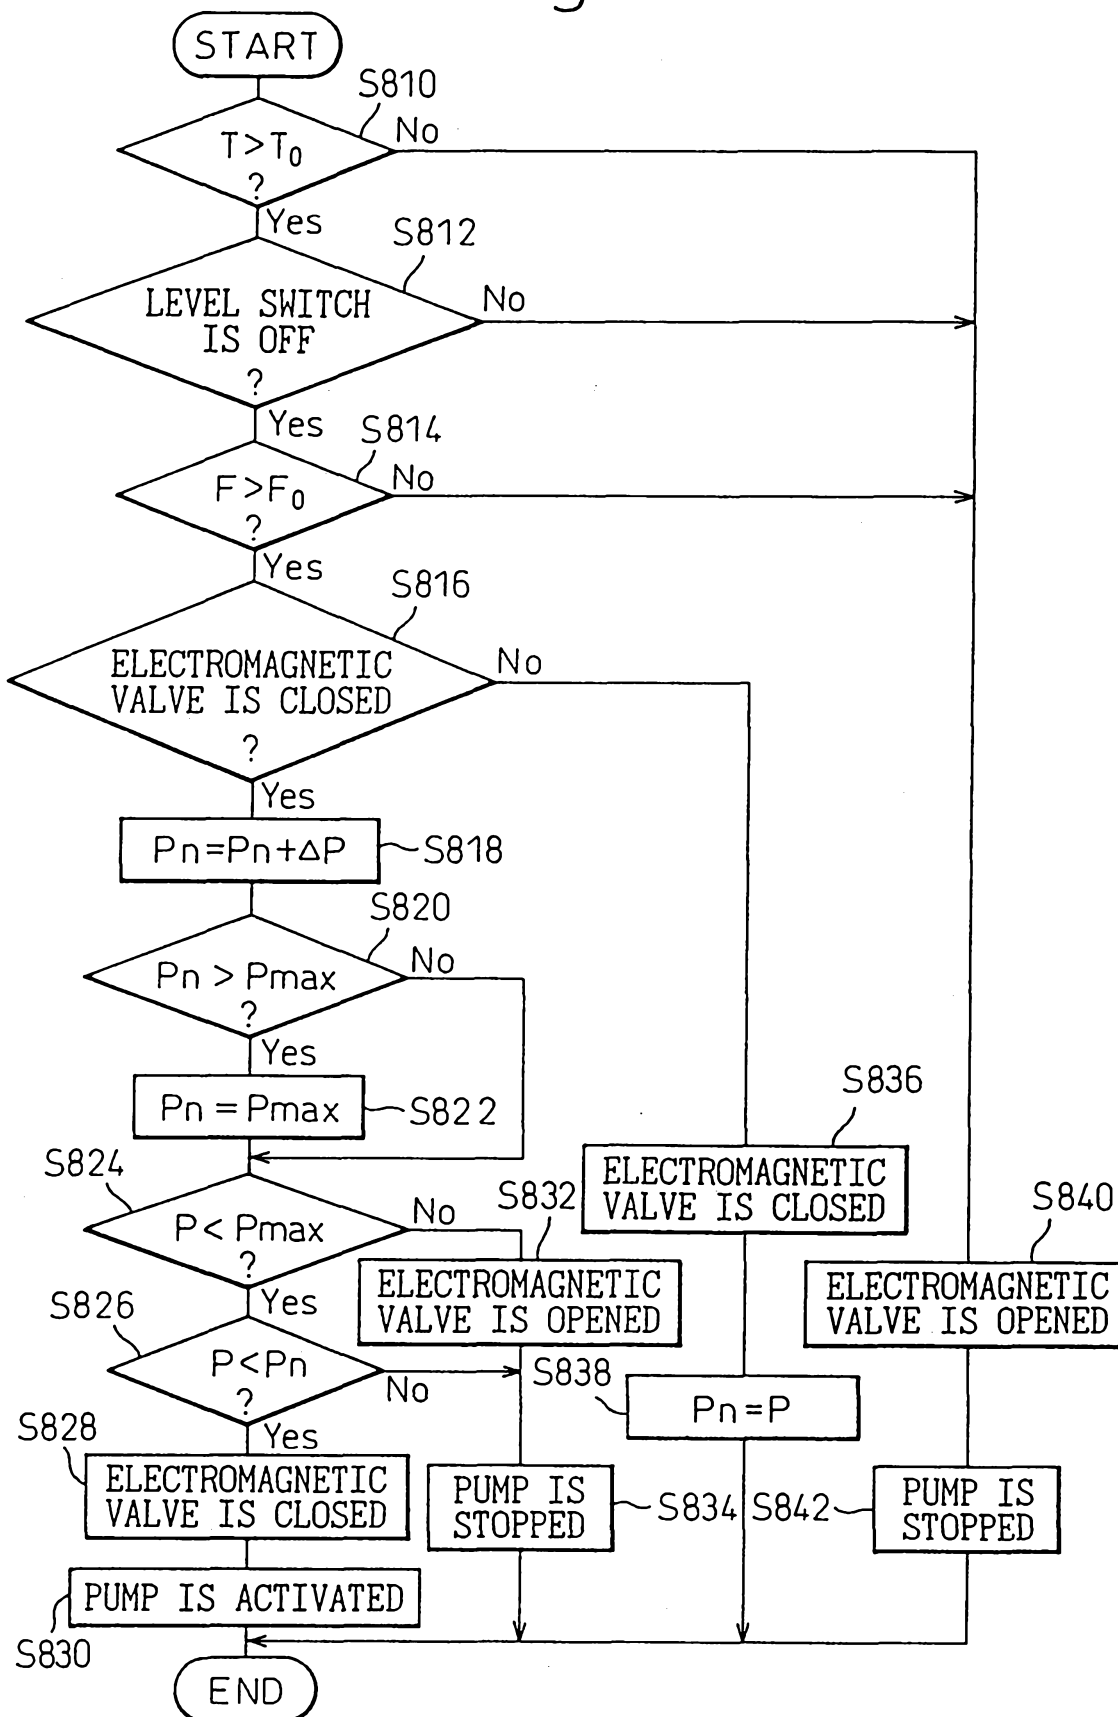 START
S810
T>T0
?
No
Yes
S812
LEVEL SWITCH
IS OFF
?
No
Yes
S814
F>F0
?
No
Yes
S816
ELECTROMAGNETIC
VALVE IS CLOSED
?
No
Yes
Pn=Pn+ΔP
S818
S820
Pn > Pmax
?
No
Yes
Pn = Pmax
S822
S824
P < Pmax
?
No
Yes
S832
ELECTROMAGNETIC
VALVE IS OPENED
S836
ELECTROMAGNETIC
VALVE IS CLOSED
S840
ELECTROMAGNETIC
VALVE IS OPENED
S826
P<Pn
?
No
Yes
S838
Pn=P
S828
ELECTROMAGNETIC
VALVE IS CLOSED
PUMP IS
STOPPED
S834
S842
PUMP IS
STOPPED
PUMP IS ACTIVATED
S830
END